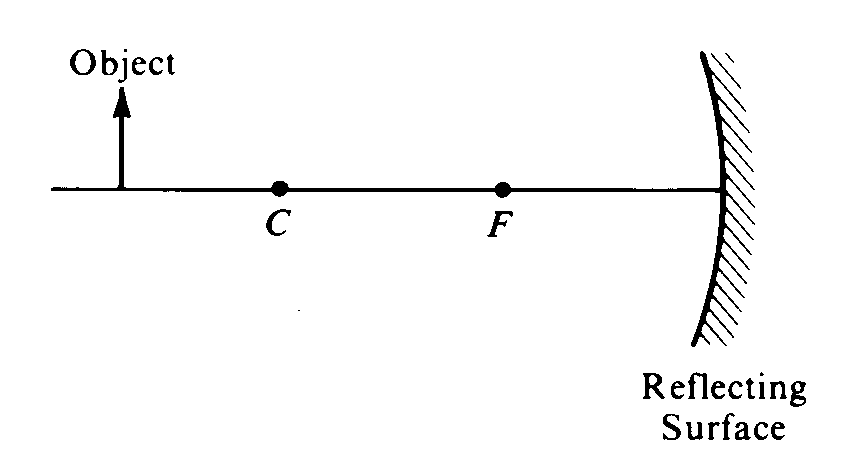 Object
C
F
Reflecting
Surface